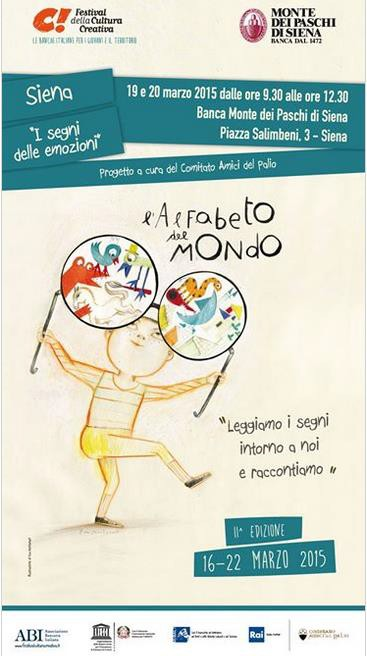 C!
Festival
della Cultura
Creativa
LE BANCHE ITALIANE PER I GIOVANI E IL TERRITORIO
MONTE
DEI PASCHI
DI SIENA
BANCA DAL 1472
Siena
"I segni
delle emozioni"
19 e 20 marzo 2015 dalle ore 9.30 alle ore 12.30
Banca Monte dei Paschi di Siena
Piazza Salimbeni, 3 – Siena
Progetto a cura del Comitato Amici del Palio
l'Alfabeto
del
MONdo
"Leggiamo i segni
intorno a noi
e raccontiamo"
IIª EDIZIONE
16-22 MARZO 2015
ABI Associazione
Bancaria
Italiana
Rai